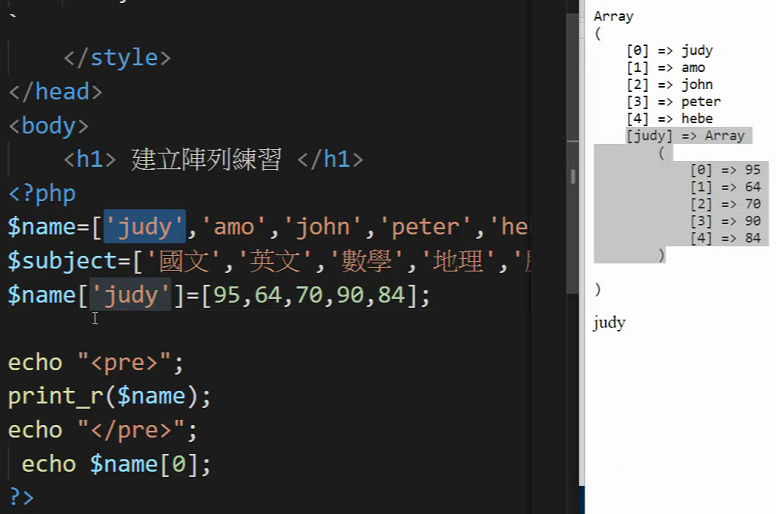 </style>
</head>
<body>
<h1> 建立陣列練習 </h1>
<?php
$name=['judy','amo','john','peter','he
$subject=['國文','英文','數學','地理','
$name['judy']=[95,64,70,90,84];
echo "<pre>";
print_r($name);
echo "</pre>";
echo $name[0];
?>
Array
(
[0] => judy
[1] => amo
[2] => john
[3] => peter
[4] => hebe
[judy] => Array
(
[0] => 95
[1] => 64
[2] => 70
[3] => 90
[4] => 84
)
)
judy